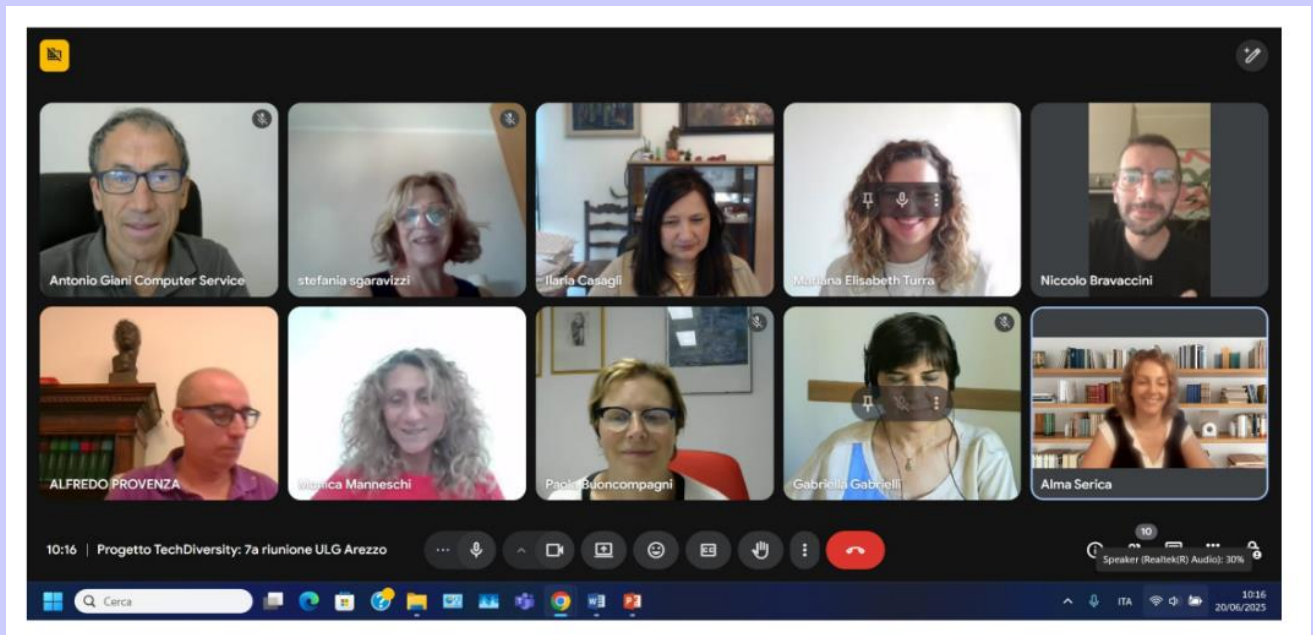 Antonio Giani Computer Service
stefania sgaravizzi
Ilaria Casagli
Mariana Elisabeth Turra
Niccolo Bravaccini
ALFREDO PROVENZA
Monica Manneschi
Paola Buoncompagni
Gabriella Gabrielli
Alma Serica
10:16 | Progetto TechDiversity: 7a riunione ULG Arezzo
CC
10
Speaker (Realtek(R) Audio): 30%
Cerca
ITA
10:16
20/06/2025